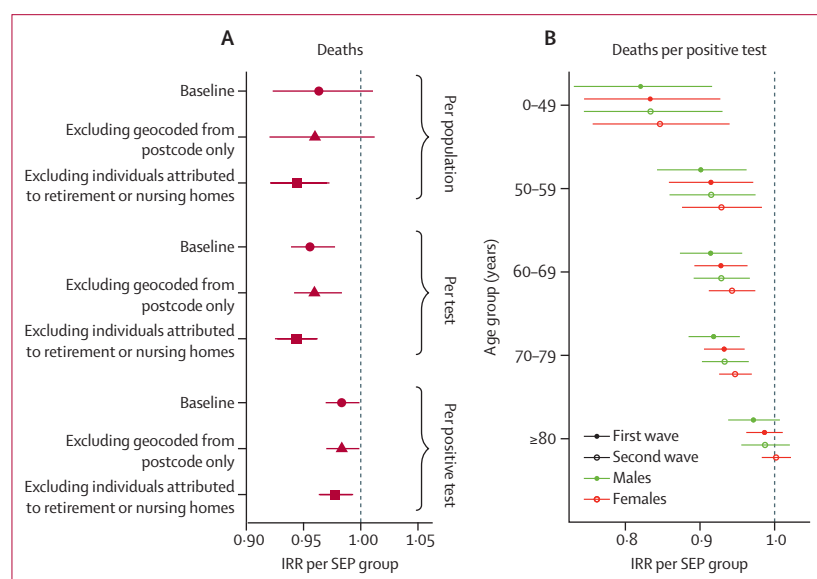 A
Deaths
Baseline
Excluding geocoded from
postcode only
Excluding individuals attributed
to retirement or nursing homes
Per population
Baseline
Excluding geocoded from
postcode only
Excluding individuals attributed
to retirement or nursing homes
Per test
Baseline
Excluding geocoded from
postcode only
Excluding individuals attributed
to retirement or nursing homes
Per positive test
0·90
0·95
1·00
1·05
IRR per SEP group
B
Deaths per positive test
Age group (years)
0–49
50–59
60–69
70–79
≥80
First wave
Second wave
Males
Females
0·8
0·9
1·0
IRR per SEP group